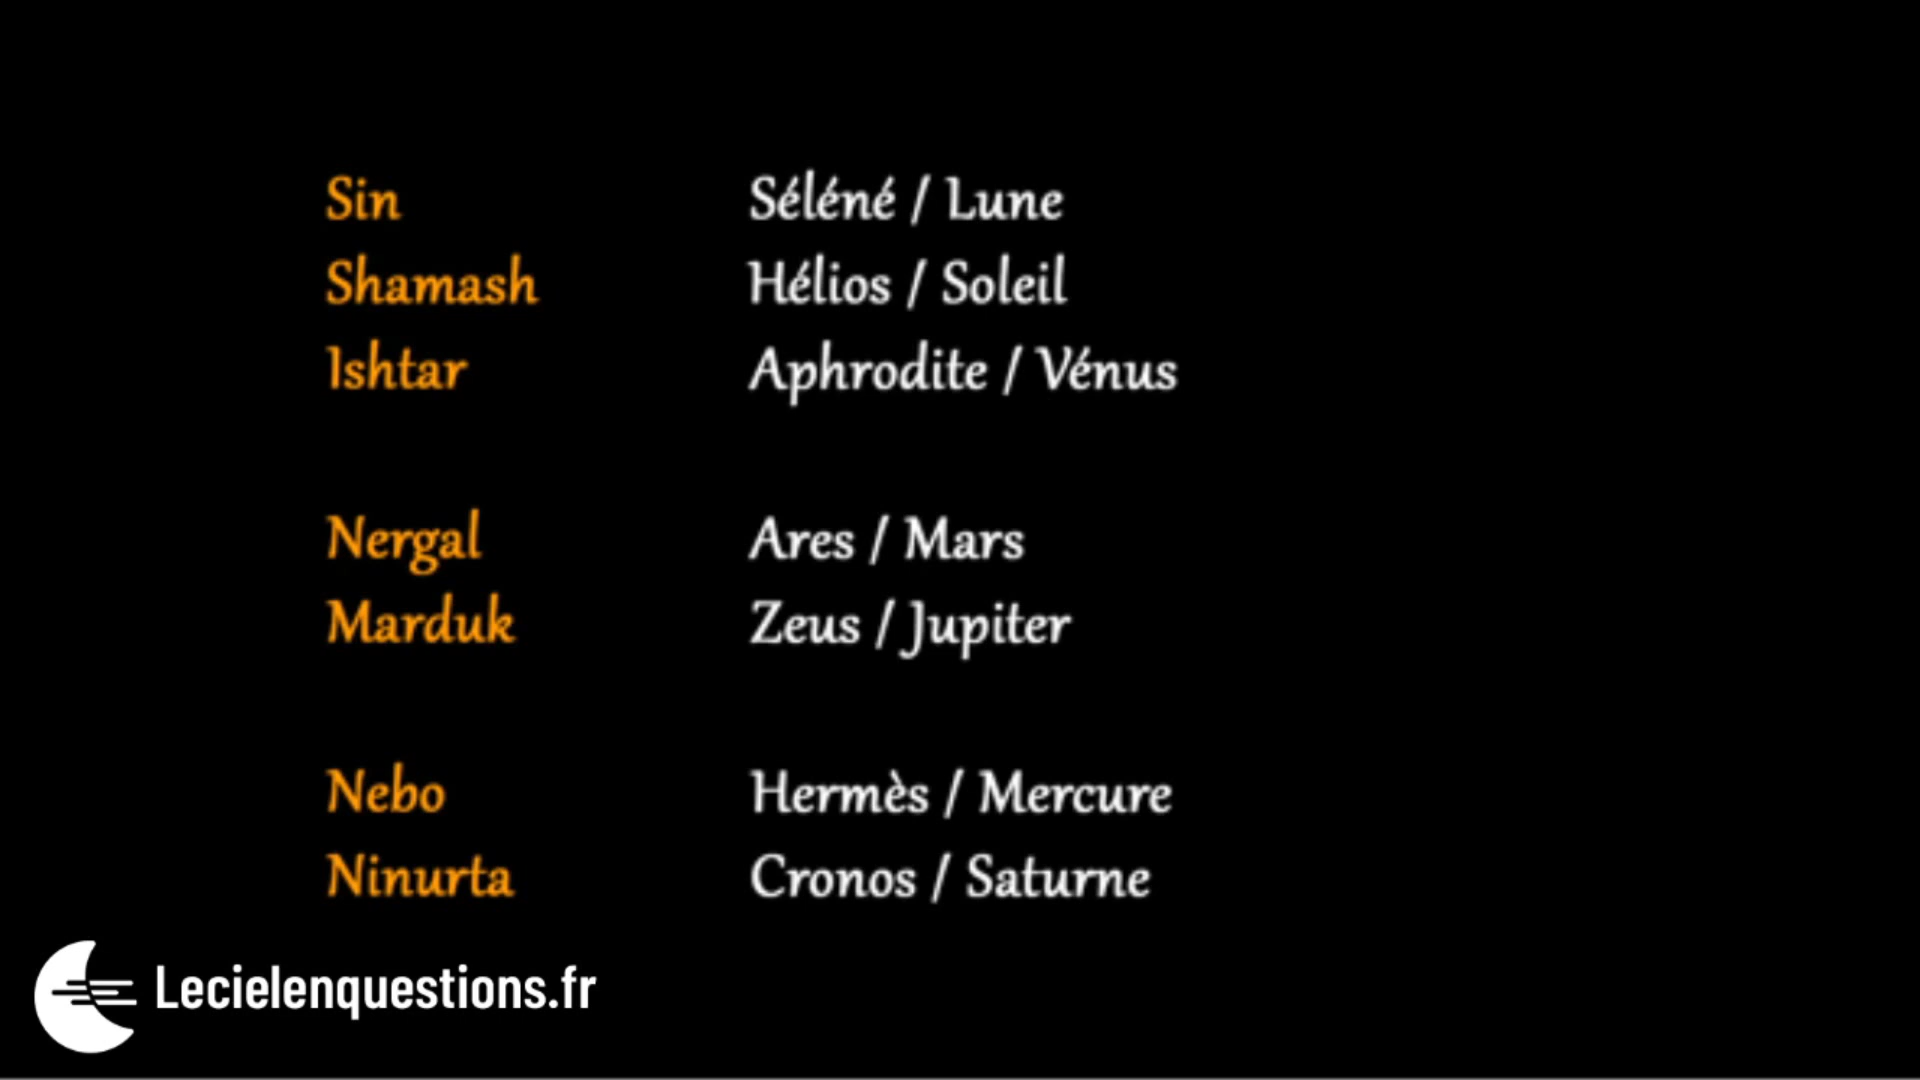 Sin Séléné / Lune
Shamash Hélios / Soleil
Ishtar Aphrodite / Vénus
Nergal Ares / Mars
Marduk Zeus / Jupiter
Nebo Hermès / Mercure
Ninurta Cronos / Saturne
Lecielenquestions.fr